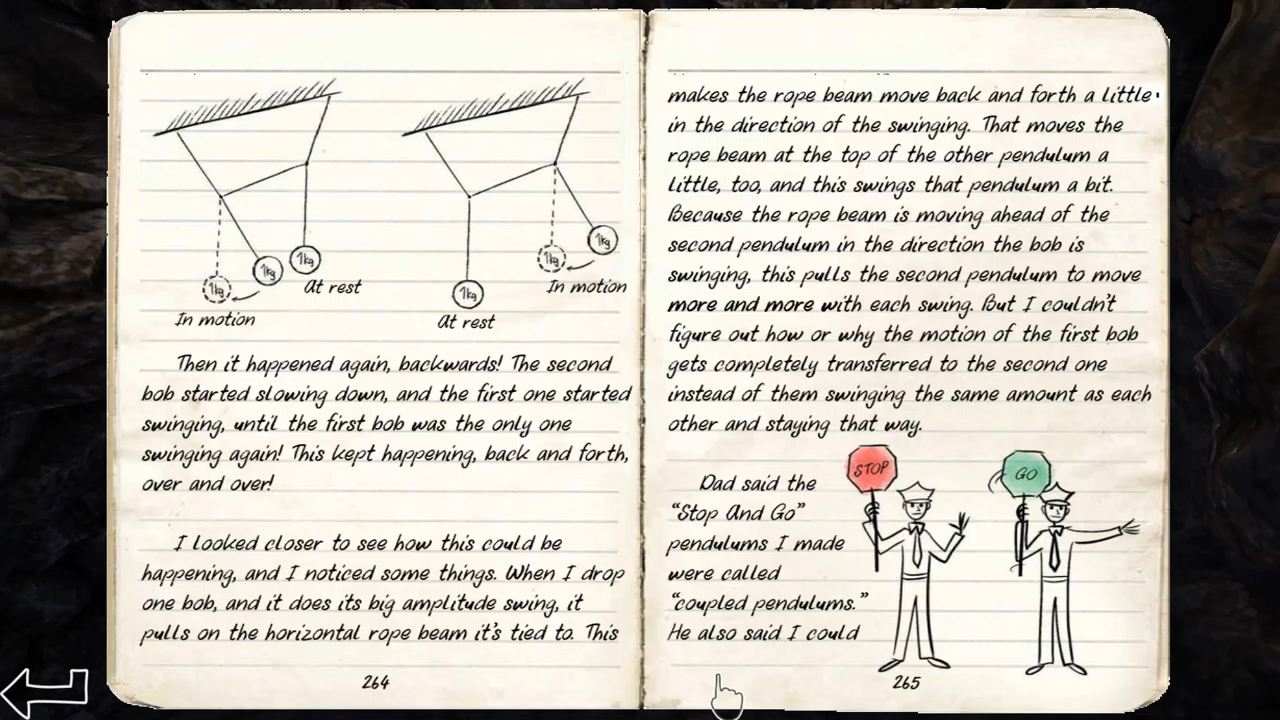 1kg
1kg
1kg
At rest
In motion
1kg
1kg
1kg
In motion
At rest
Then it happened again, backwards! The second
bob started slowing down, and the first one started
swinging, until the first bob was the only one
swinging again! This kept happening, back and forth,
over and over!
I looked closer to see how this could be
happening, and I noticed some things. When I drop
one bob, and it does its big amplitude swing, it
pulls on the horizontal rope beam it's tied to. This
264
makes the rope beam move back and forth a little
in the direction of the swinging. That moves the
rope beam at the top of the other pendulum a
little, too, and this swings that pendulum a bit.
Because the rope beam is moving ahead of the
second pendulum in the direction the bob is
swinging, this pulls the second pendulum to move
more and more with each swing. But I couldn't
figure out how or why the motion of the first bob
gets completely transferred to the second one
instead of them swinging the same amount as each
other and staying that way.
STOP
GO
Dad said the
"Stop And Go"
pendulums I made
were called
"coupled pendulums."
He also said I could
265